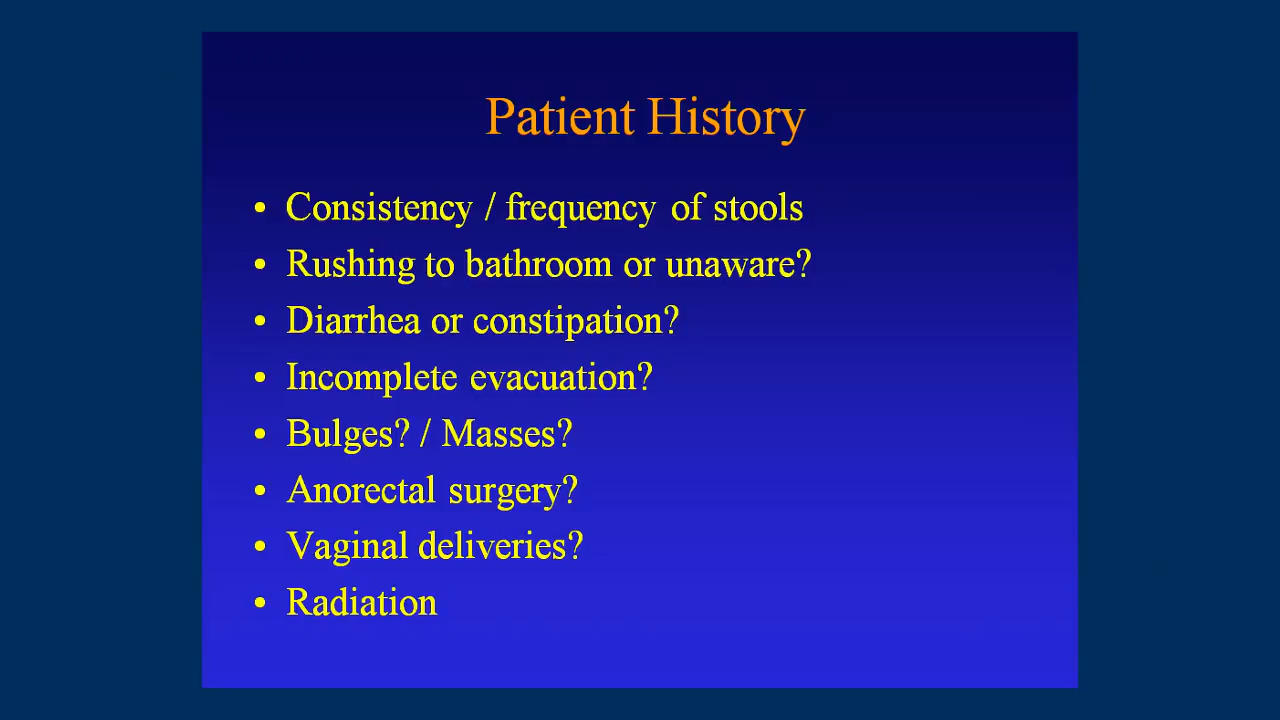 Patient History
• Consistency / frequency of stools
• Rushing to bathroom or unaware?
• Diarrhea or constipation?
• Incomplete evacuation?
• Bulges? / Masses?
• Anorectal surgery?
• Vaginal deliveries?
• Radiation